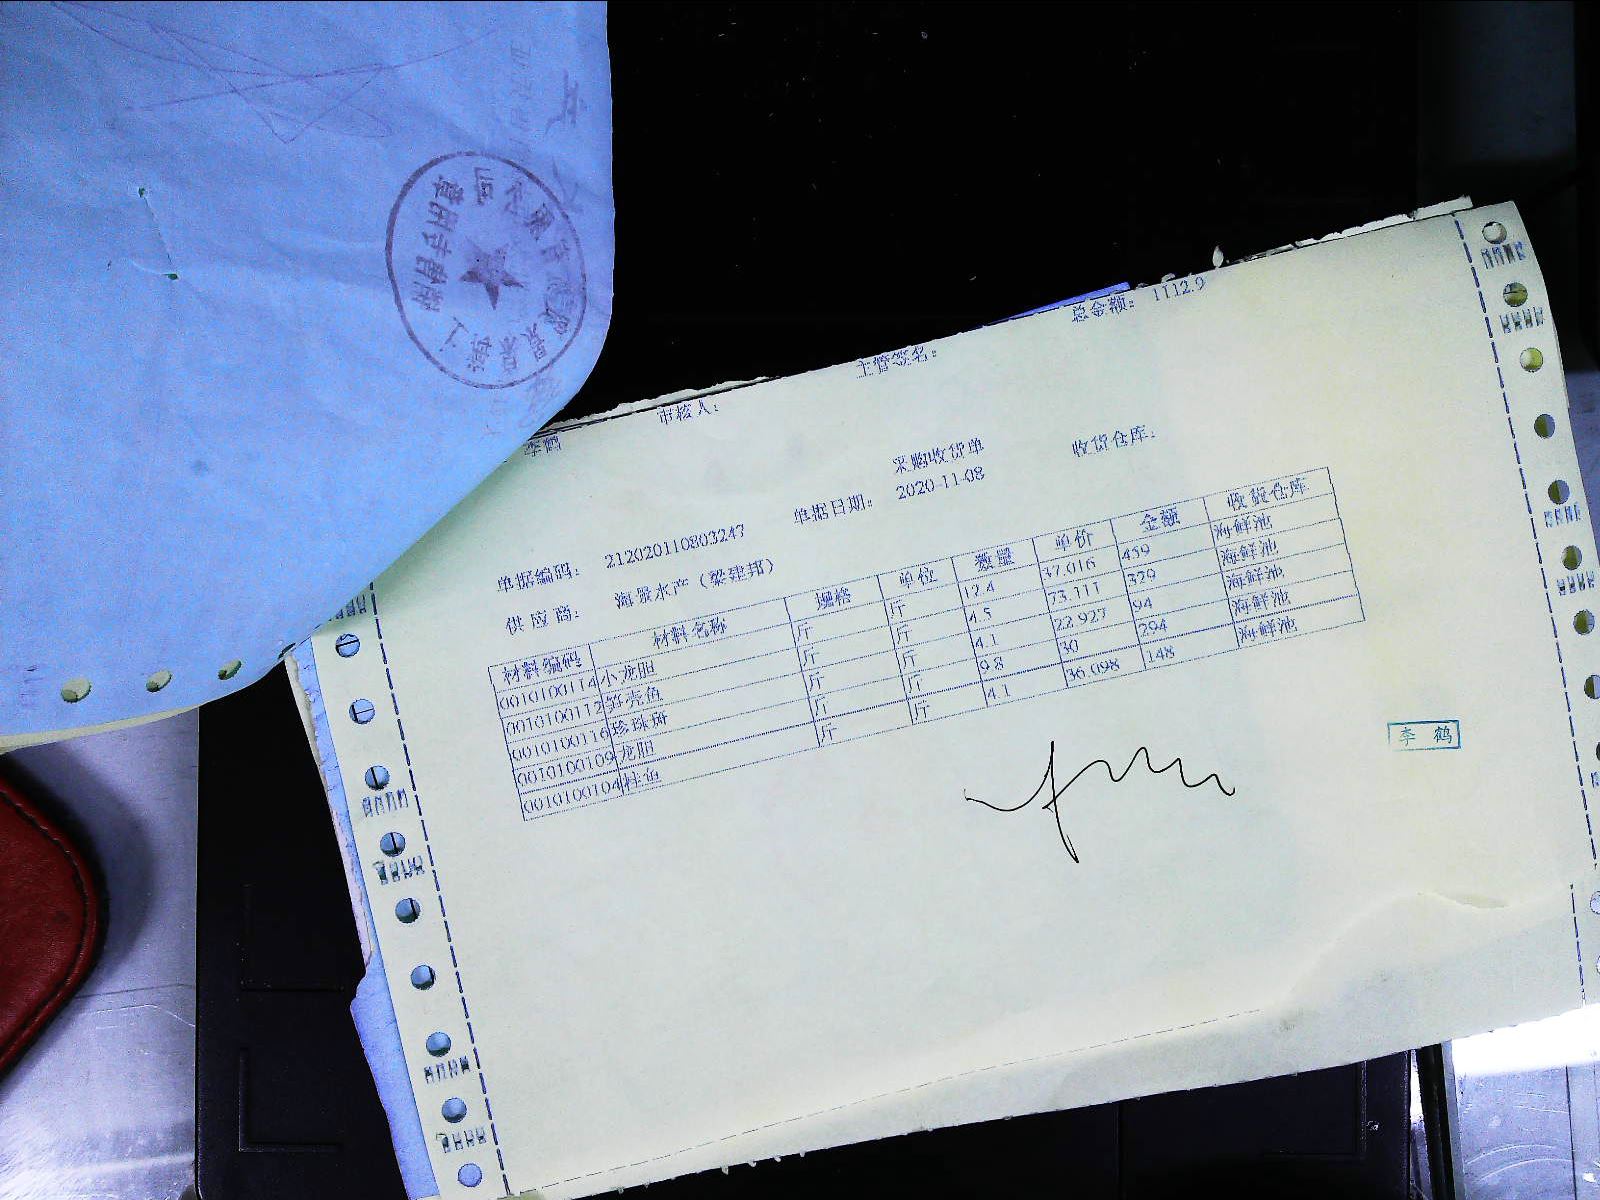 总金额： 1112.9
主管签名：
审核人：
李鹤
采购收货单
单据编码： 212020110803247 单据日期： 2020-11-08 收货仓库：
供应商： 海景水产（梁建邦）
材料编码 材料名称 规格 单位 数量 单价 金额 收货仓库
0010100114 小龙胆 斤 斤 12.4 37.016 459 海鲜池
0010100112 笋壳鱼 斤 斤 4.5 73.111 329 海鲜池
0010100116 珍珠斑 斤 斤 4.1 22.927 94 海鲜池
0010100109 龙胆 斤 斤 9.8 30 294 海鲜池
0010100104 桂鱼 斤 斤 4.1 36.098 148 海鲜池
李鹤